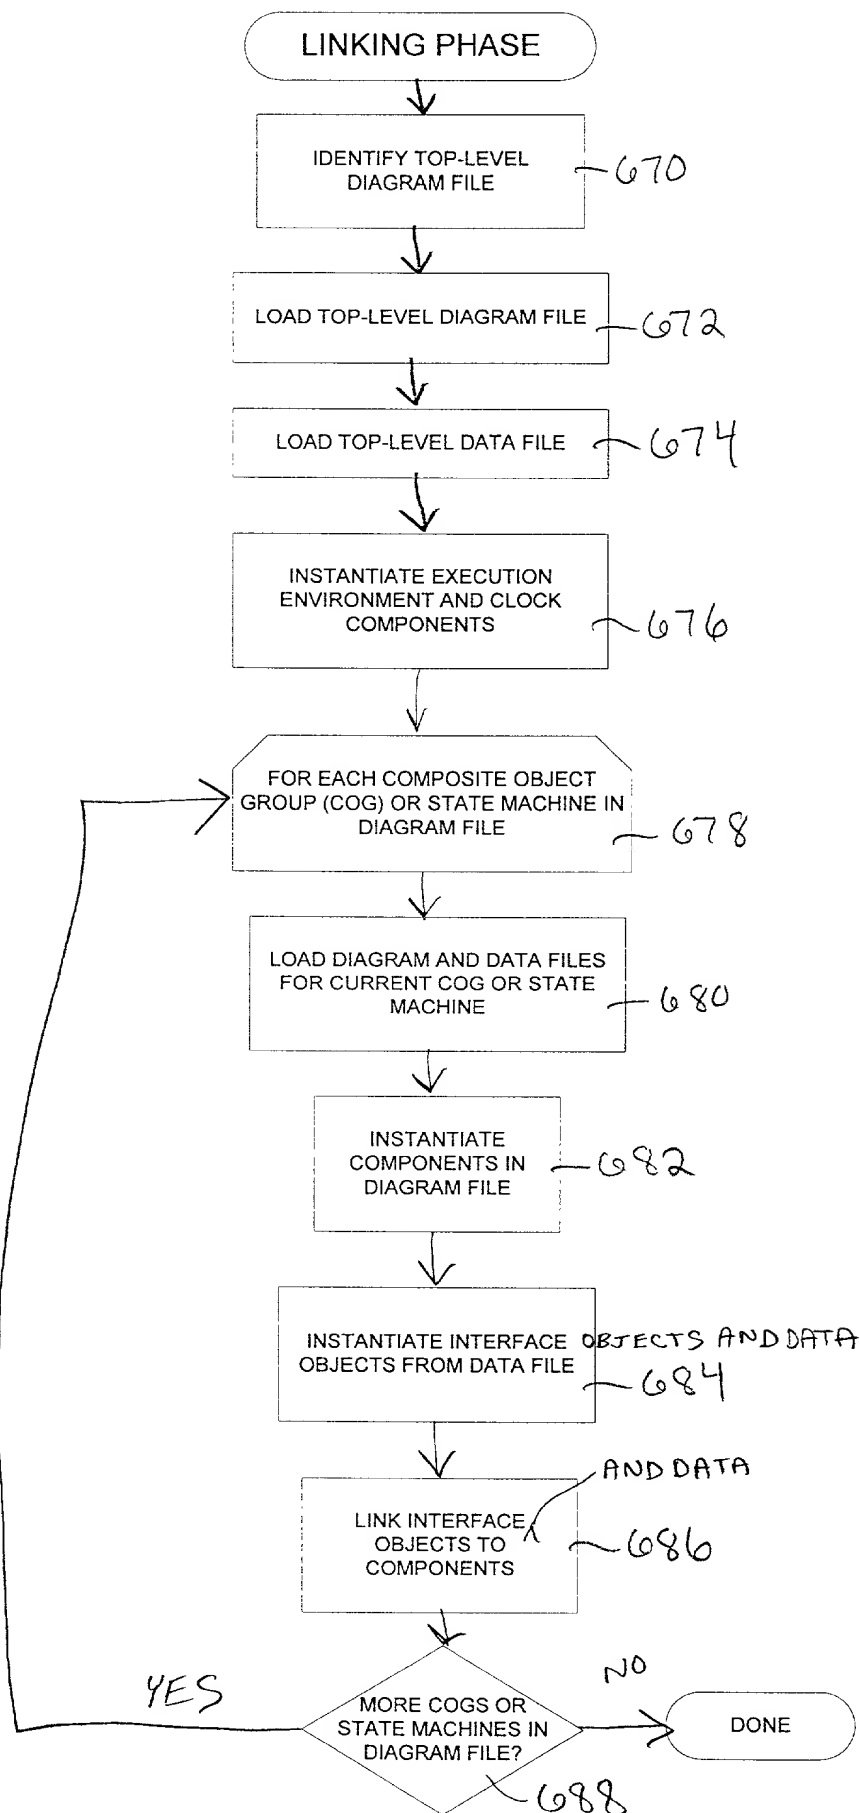 LINKING PHASE
IDENTIFY TOP-LEVEL
DIAGRAM FILE
670
LOAD TOP-LEVEL DIAGRAM FILE
672
LOAD TOP-LEVEL DATA FILE
674
INSTANTIATE EXECUTION
ENVIRONMENT AND CLOCK
COMPONENTS
676
FOR EACH COMPOSITE OBJECT
GROUP (COG) OR STATE MACHINE IN
DIAGRAM FILE
678
LOAD DIAGRAM AND DATA FILES
FOR CURRENT COG OR STATE
MACHINE
680
INSTANTIATE
COMPONENTS IN
DIAGRAM FILE
682
INSTANTIATE INTERFACE OBJECTS AND DATA
OBJECTS FROM DATA FILE
684
AND DATA
LINK INTERFACE
OBJECTS TO
COMPONENTS
686
YES
NO
MORE COGS OR
STATE MACHINES IN
DIAGRAM FILE?
DONE
688